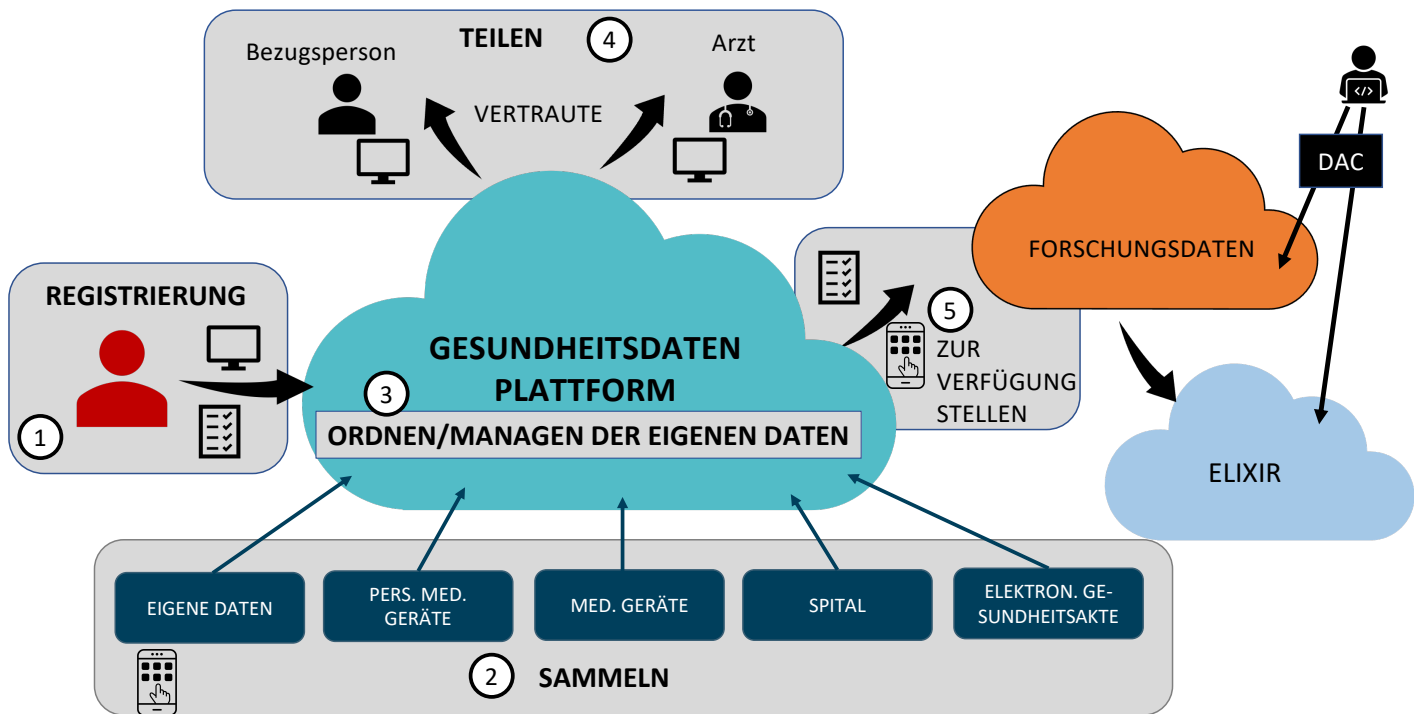 TEILEN
4
Bezugsperson
Arzt
VERTRAUTE
</>
DAC
FORSCHUNGSDATEN
REGISTRIERUNG
1
GESUNDHEITSDATEN
PLATTFORM
3
ORDNEN/MANAGEN DER EIGENEN DATEN
5
ZUR
VERFÜGUNG
STELLEN
ELIXIR
EIGENE DATEN
PERS. MED.
GERÄTE
MED. GERÄTE
SPITAL
ELEKTRON. GE-
SUNDHEITSAKTE
2
SAMMELN